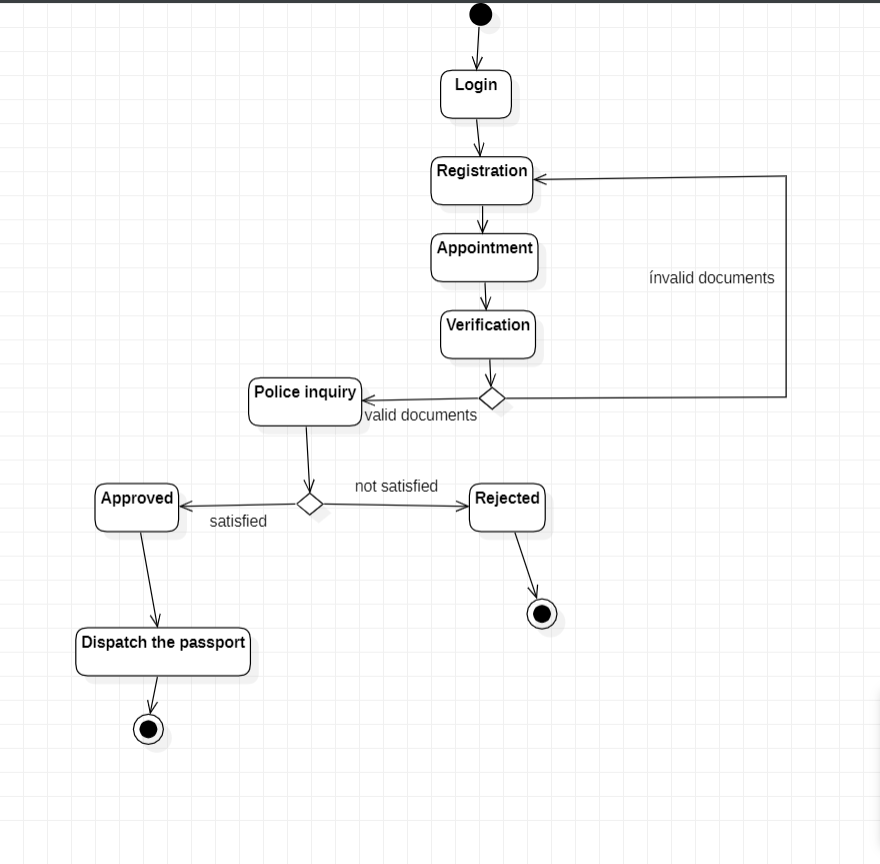 Login
Registration
Appointment
ínvalid documents
Verification
Police inquiry
valid documents
not satisfied
Approved
Rejected
satisfied
Dispatch the passport